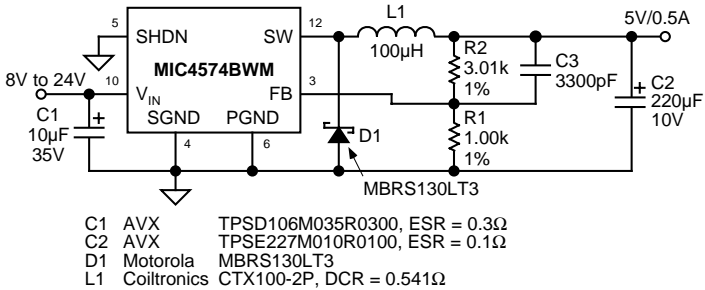 5V/0.5A
L1
100µH
5
SHDN
SW
12
MIC4574BWM
8V to 24V
10
VIN
FB
3
SGND
PGND
4
6
C1
+
10µF
35V
R2
3.01k
1%
C3
3300pF
C2
+
220µF
10V
R1
1.00k
1%
D1
MBRS130LT3
C1 AVX TPSD106M035R0300, ESR = 0.3Ω
C2 AVX TPSE227M010R0100, ESR = 0.1Ω
D1 Motorola MBRS130LT3
L1 Coiltronics CTX100-2P, DCR = 0.541Ω